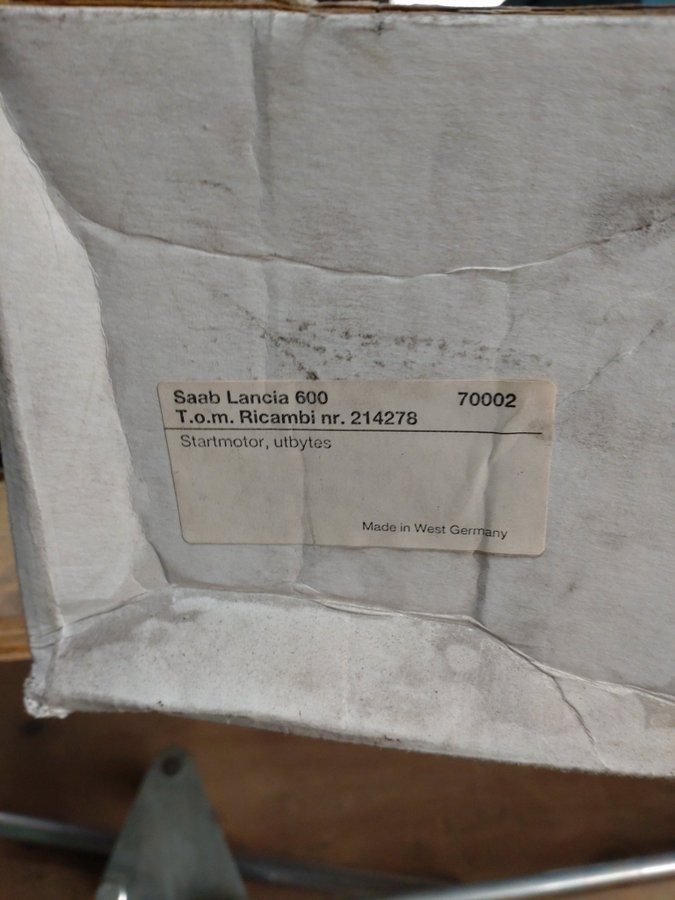 Saab Lancia 600 70002
T.o.m. Ricambi nr. 214278
Startmotor, utbytes
Made in West Germany